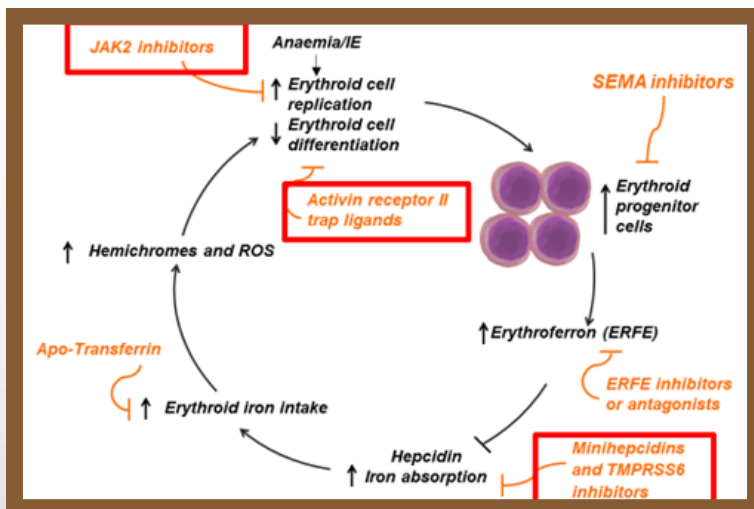 JAK2 inhibitors
Anaemia/IE
Erythroid cell
replication
Erythroid cell
differentiation
SEMA inhibitors
Activin receptor II
trap ligands
Erythroid
progenitor
cells
Hemichromes and ROS
Erythroferron (ERFE)
Apo-Transferrin
ERFE inhibitors
or antagonists
Erythroid iron intake
Hepcidin
Iron absorption
Minihepcidins
and TMPRSS6
inhibitors